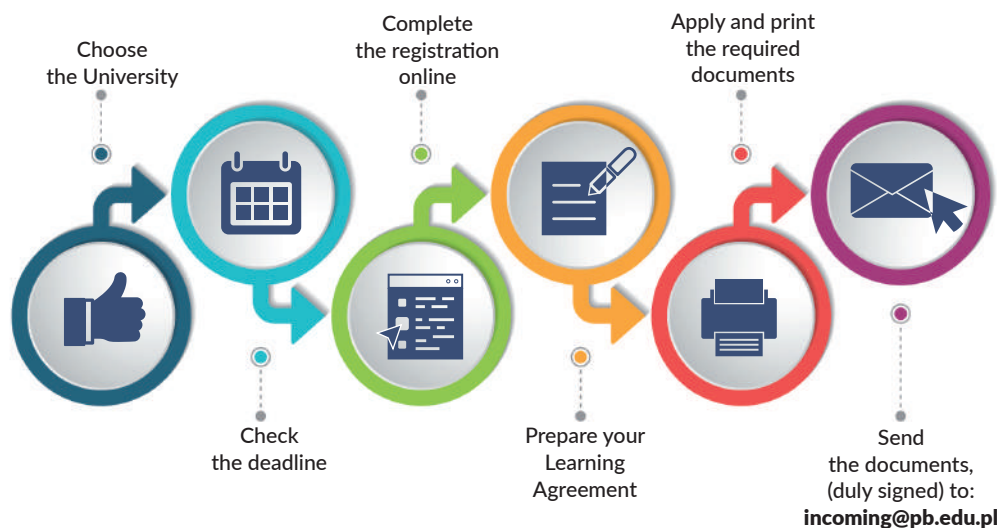 Choose
the University
Check
the deadline
Complete
the registration
online
Prepare your
Learning
Agreement
Apply and print
the required
documents
Send
the documents,
(duly signed) to:
incoming@pb.edu.pl